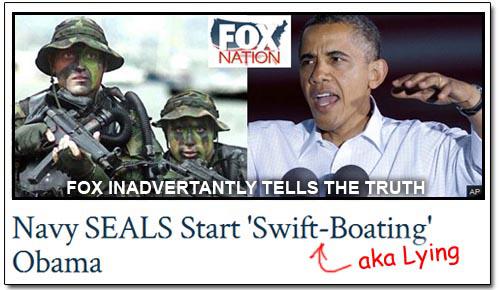 FOX
NATION
AP
FOX INADVERTANTLY TELLS THE TRUTH
Navy SEALS Start 'Swift-Boating'
Obama
aka Lying